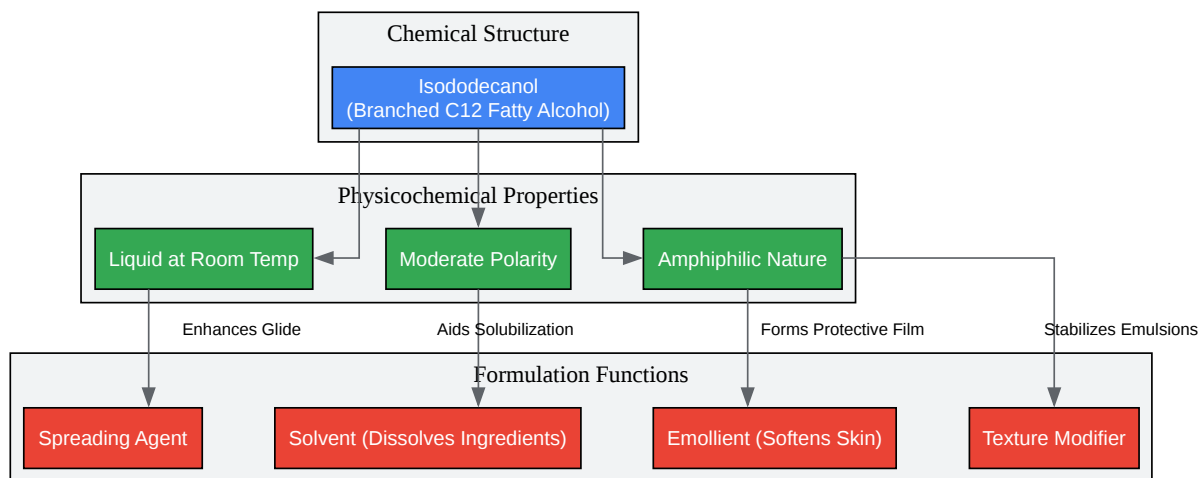 Chemical Structure
Isododecanol
(Branched C12 Fatty Alcohol)
Physicochemical Properties
Liquid at Room Temp
Moderate Polarity
Amphiphilic Nature
Enhances Glide
Aids Solubilization
Forms Protective Film
Stabilizes Emulsions
Formulation Functions
Spreading Agent
Solvent (Dissolves Ingredients)
Emollient (Softens Skin)
Texture Modifier